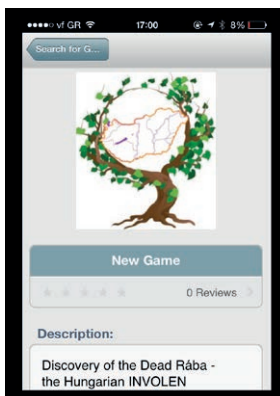 vf GR 17:00 8%
Search for G...
New Game
0 Reviews
Description:
Discovery of the Dead Rába -
the Hungarian INVOLEN